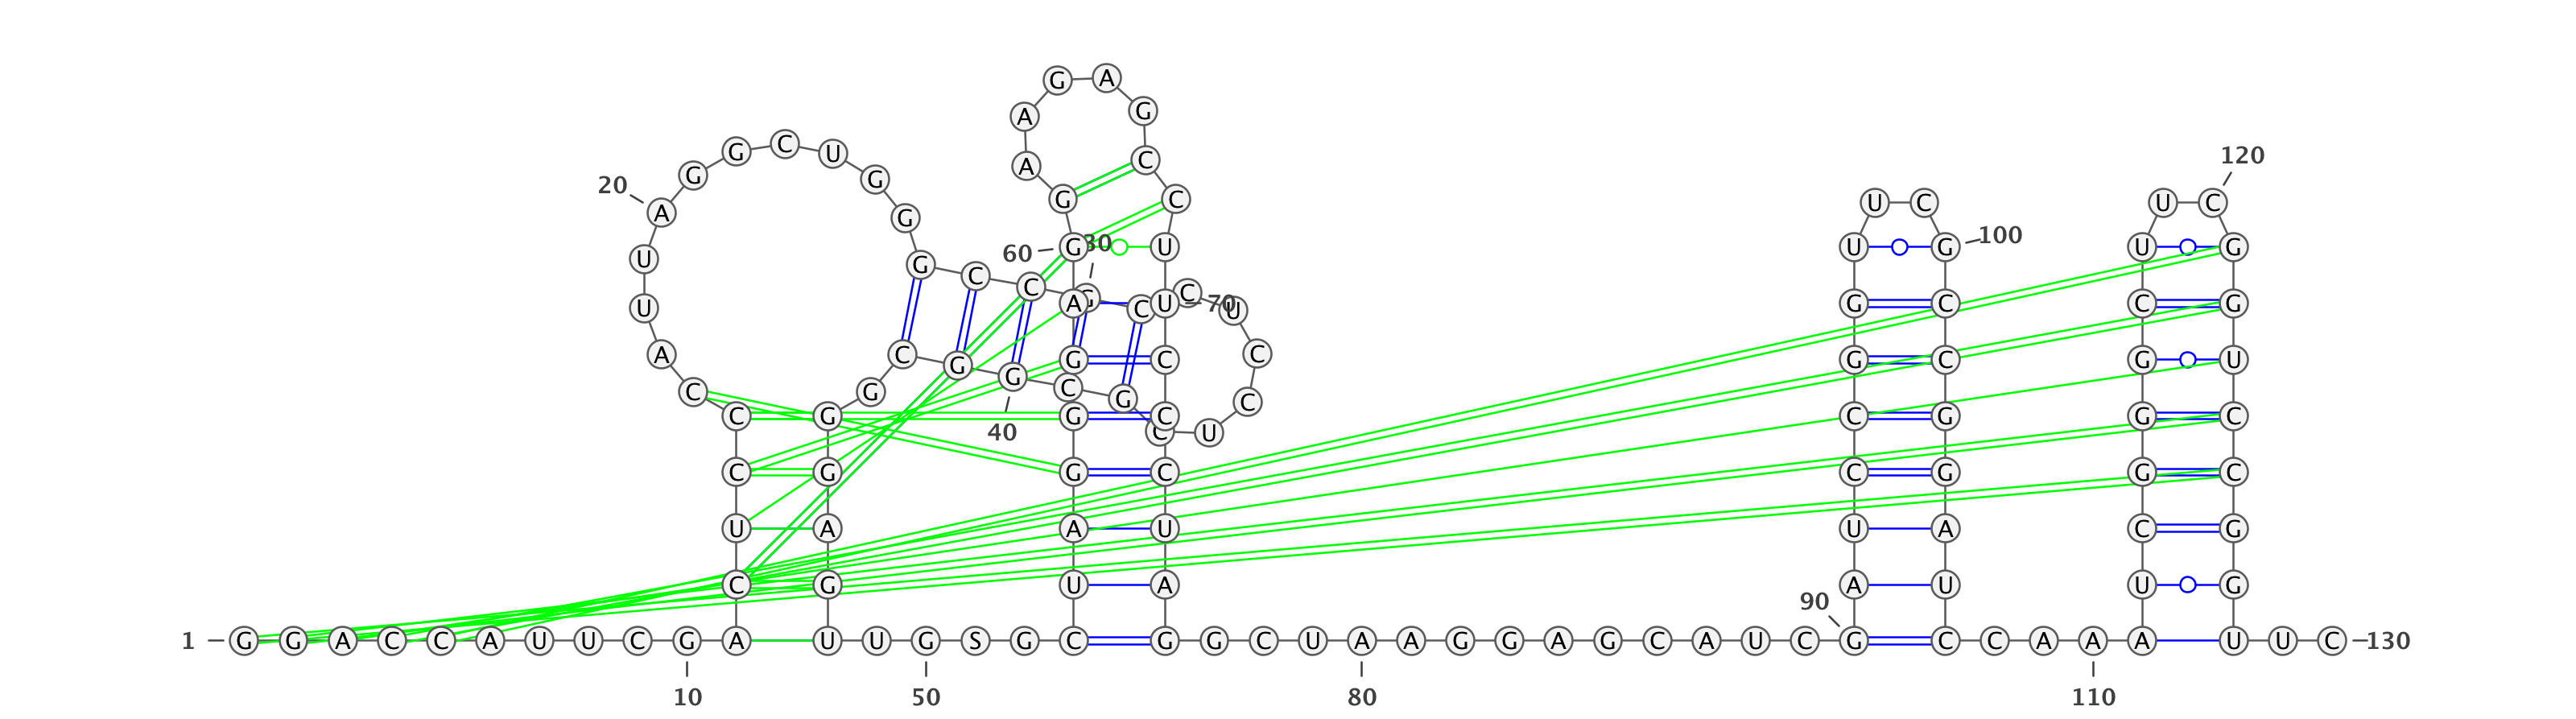 1
G G A C C A U U C G
10
A C U C C C A U U A
20
G G C U G G G C C G
30
C C U C C U C G C G
40
G C G G G A G U U G
50
S G C U A G G G A G
60
G A A G A G C C U U
70
C C C U A G G C U A
80
A G G A G C A U C G
90
A U C C G G U U C G
100
C C G G A U C C A A
110
A U C G G G C U U C
120
G G U C C G G U U C
130